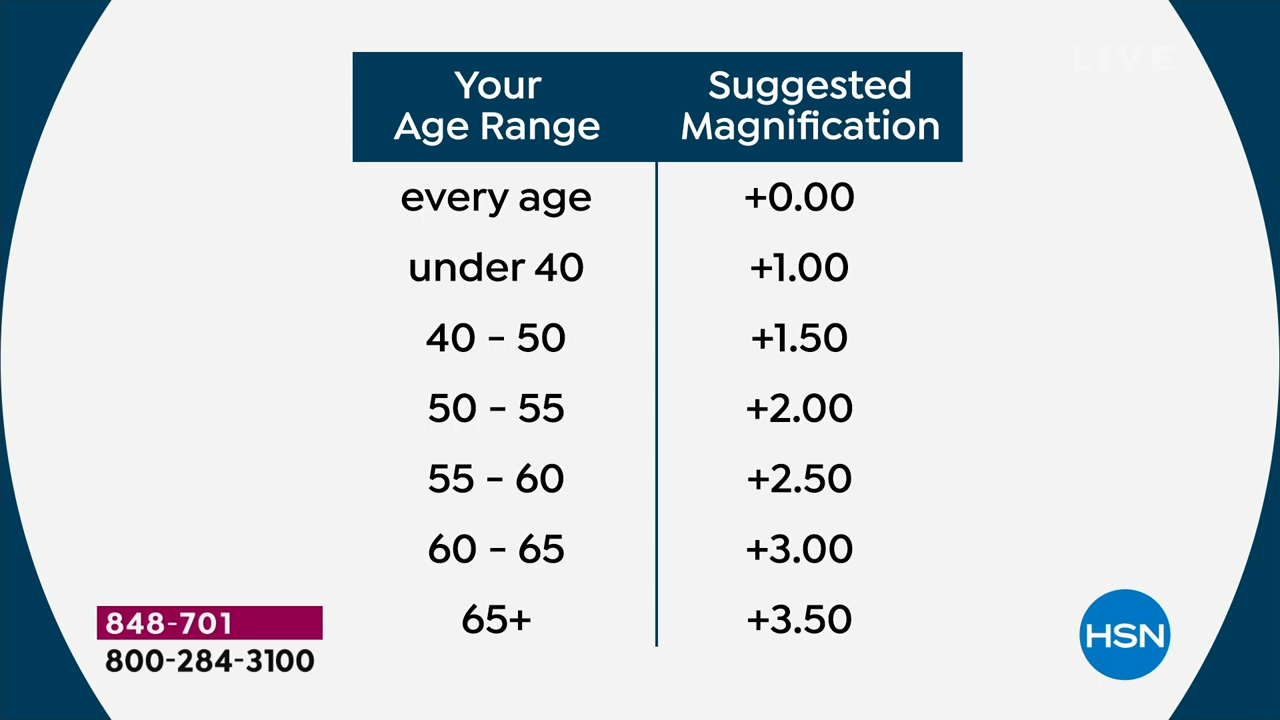 LIVE
Your Age Range Suggested Magnification
every age +0.00
under 40 +1.00
40 - 50 +1.50
50 - 55 +2.00
55 - 60 +2.50
60 - 65 +3.00
65+ +3.50
848-701
800-284-3100
HSN